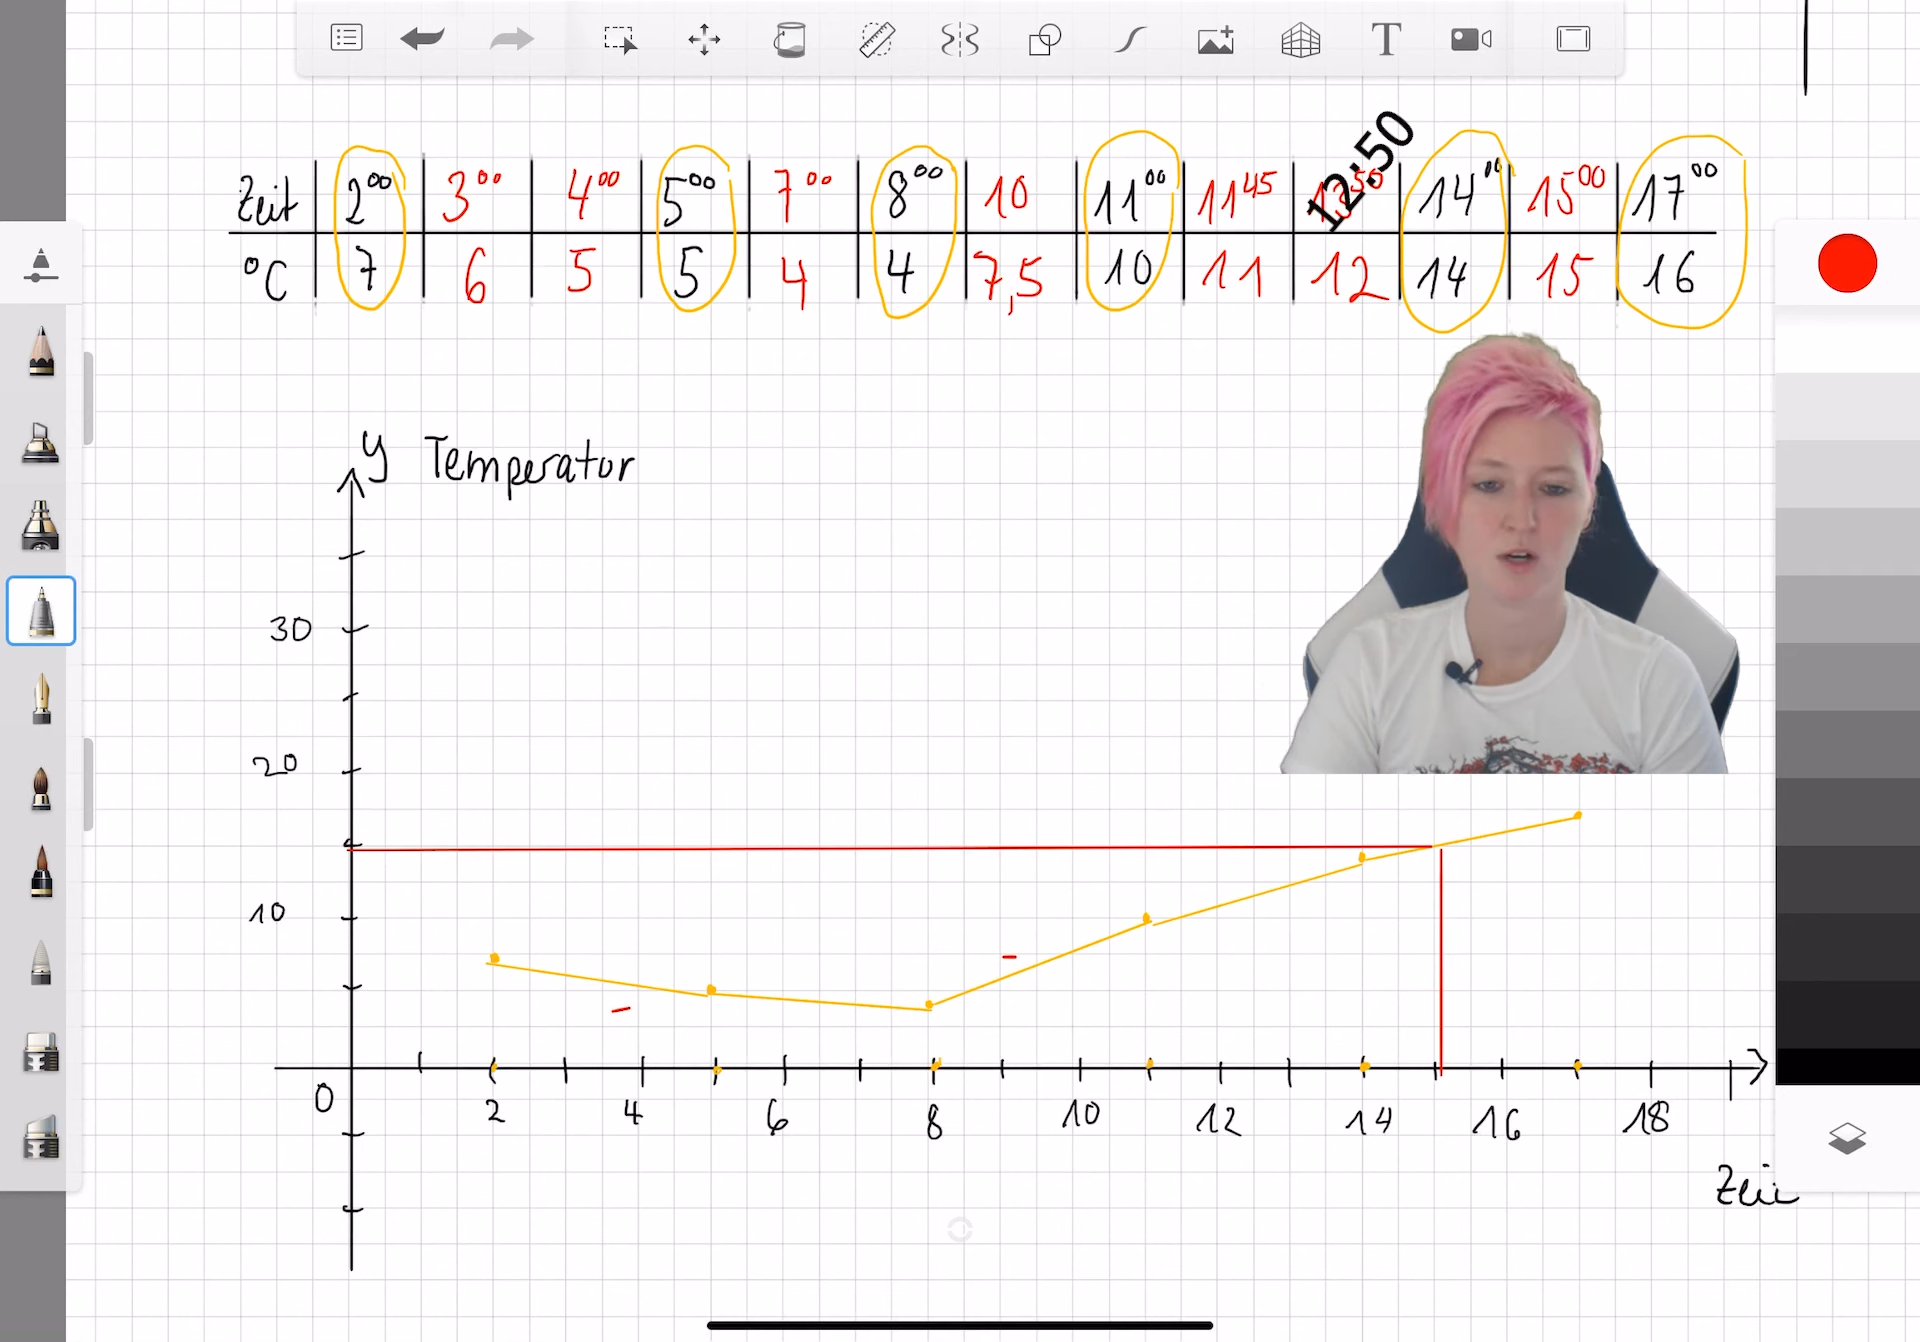 12:50
Zeit 2⁰⁰ 3⁰⁰ 4⁰⁰ 5⁰⁰ 7⁰⁰ 8⁰⁰ 10 11⁰⁰ 11⁴⁵ 14⁰⁰ 15⁰⁰ 17⁰⁰
°C 7 6 5 5 4 4 7,5 10 11 12 14 15 16
y Temperatur
30
20
10
0 2 4 6 8 10 12 14 16 18
Zeit
T